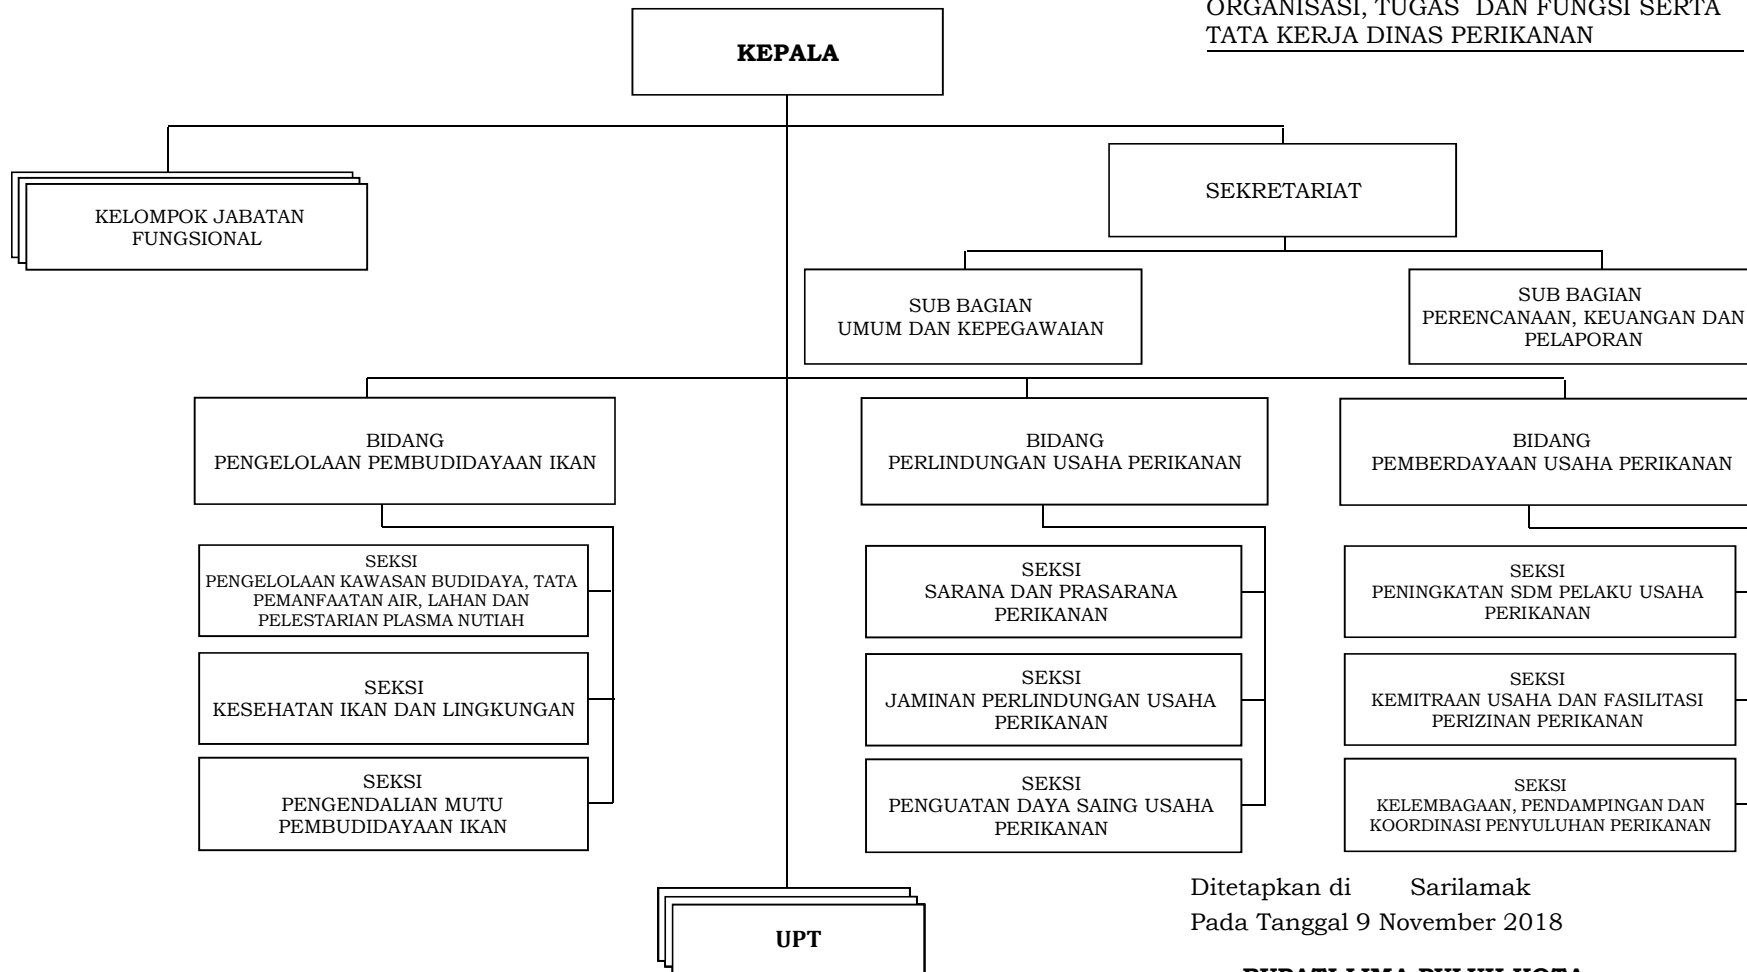 ORGANISASI, TUGAS DAN FUNGSI SERTA
TATA KERJA DINAS PERIKANAN
KEPALA
KELOMPOK JABATAN
FUNGSIONAL
SEKRETARIAT
SUB BAGIAN
UMUM DAN KEPEGAWAIAN
SUB BAGIAN
PERENCANAAN, KEUANGAN DAN
PELAPORAN
BIDANG
PENGELOLAAN PEMBUDIDAYAAN IKAN
BIDANG
PERLINDUNGAN USAHA PERIKANAN
BIDANG
PEMBERDAYAAN USAHA PERIKANAN
SEKSI
PENGELOLAAN KAWASAN BUDIDAYA, TATA
PEMANFAATAN AIR, LAHAN DAN
PELESTARIAN PLASMA NUTIAH
SEKSI
KESEHATAN IKAN DAN LINGKUNGAN
SEKSI
PENGENDALIAN MUTU
PEMBUDIDAYAAN IKAN
SEKSI
SARANA DAN PRASARANA
PERIKANAN
SEKSI
JAMINAN PERLINDUNGAN USAHA
PERIKANAN
SEKSI
PENGUATAN DAYA SAING USAHA
PERIKANAN
SEKSI
PENINGKATAN SDM PELAKU USAHA
PERIKANAN
SEKSI
KEMITRAAN USAHA DAN FASILITASI
PERIZINAN PERIKANAN
SEKSI
KELEMBAGAAN, PENDAMPINGAN DAN
KOORDINASI PENYULUHAN PERIKANAN
UPT
Ditetapkan di Sarilamak
Pada Tanggal 9 November 2018
BUPATI LIMA PULUH KOTA